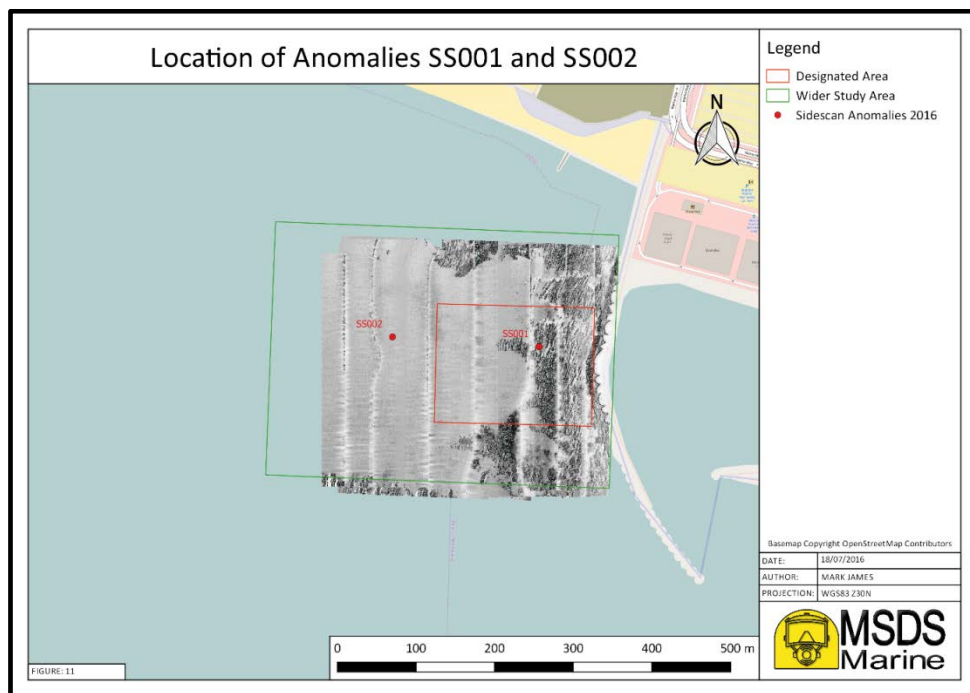 Location of Anomalies SS001 and SS002
Legend
Designated Area
Wider Study Area
Sidescan Anomalies 2016
N
SS002
SS001
Basemap Copyright OpenStreetMap Contributors
DATE: 18/07/2016
AUTHOR: MARK JAMES
PROJECTION: WGS83 Z30N
0 100 200 300 400 500 m
FIGURE: 11
MSDS
Marine